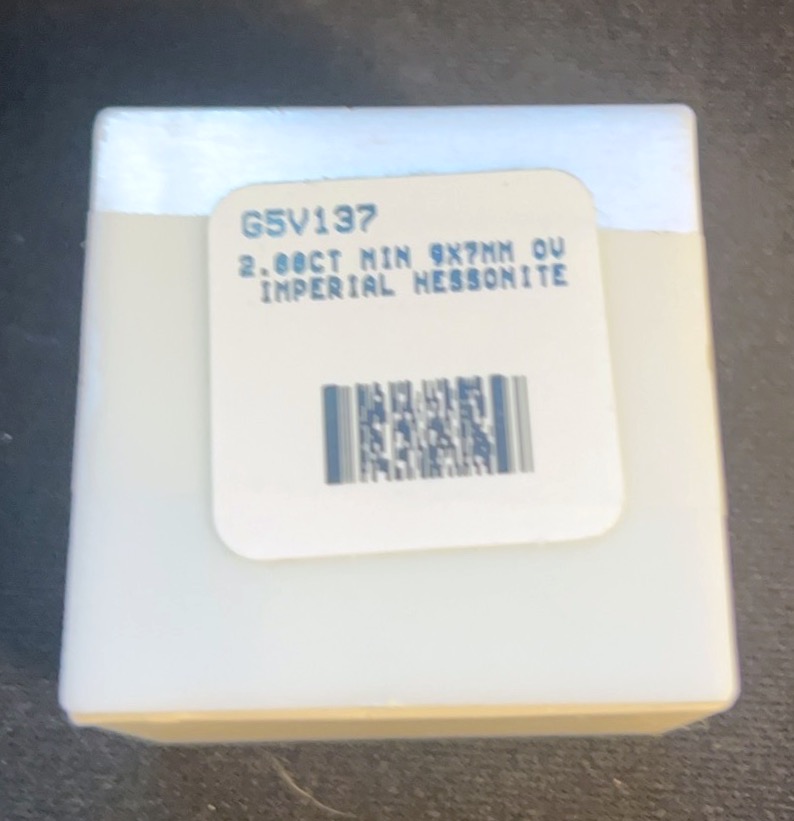 G5V137
2.00CT MIN 9X7MM OV
IMPERIAL HESSONITE